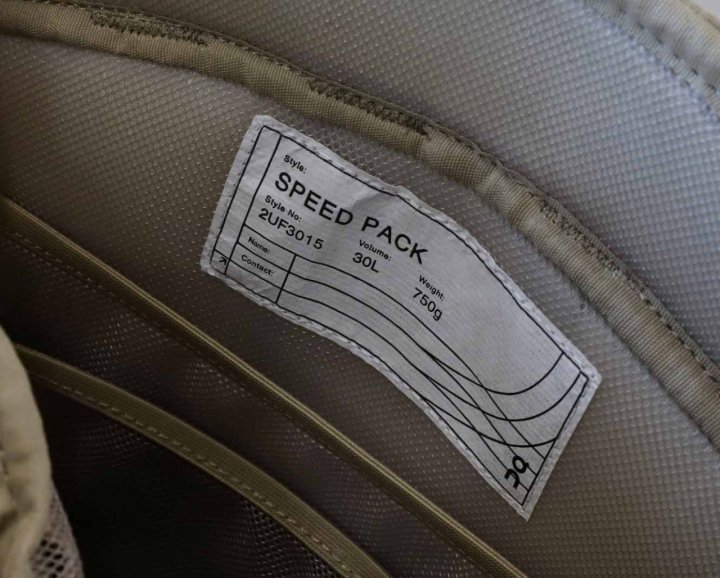 Style:
SPEED PACK
Style No: Volume: Weight:
2UF3015 30L 750g
Name:
Contact: